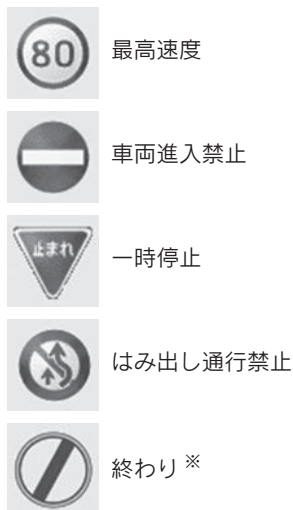 80
最高速度
車両進入禁止
止まれ
一時停止
はみ出し通行禁止
終わり ※